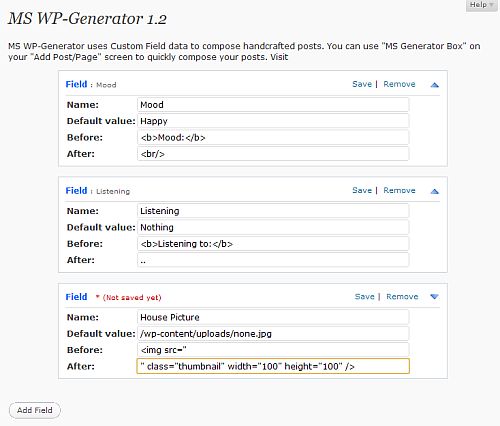 Help
MS WP-Generator 1.2
MS WP-Generator uses Custom Field data to compose handcrafted posts. You can use "MS Generator Box" on
your "Add Post/Page" screen to quickly compose your posts. Visit
Field : Mood Save | Remove
Name: Mood
Default value: Happy
Before: <b>Mood:</b>
After: <br/>
Field : Listening Save | Remove
Name: Listening
Default value: Nothing
Before: <b>Listening to:</b>
After: ..
Field * (Not saved yet) Save | Remove
Name: House Picture
Default value: /wp-content/uploads/none.jpg
Before: <img src="
After: " class="thumbnail" width="100" height="100" />
Add Field